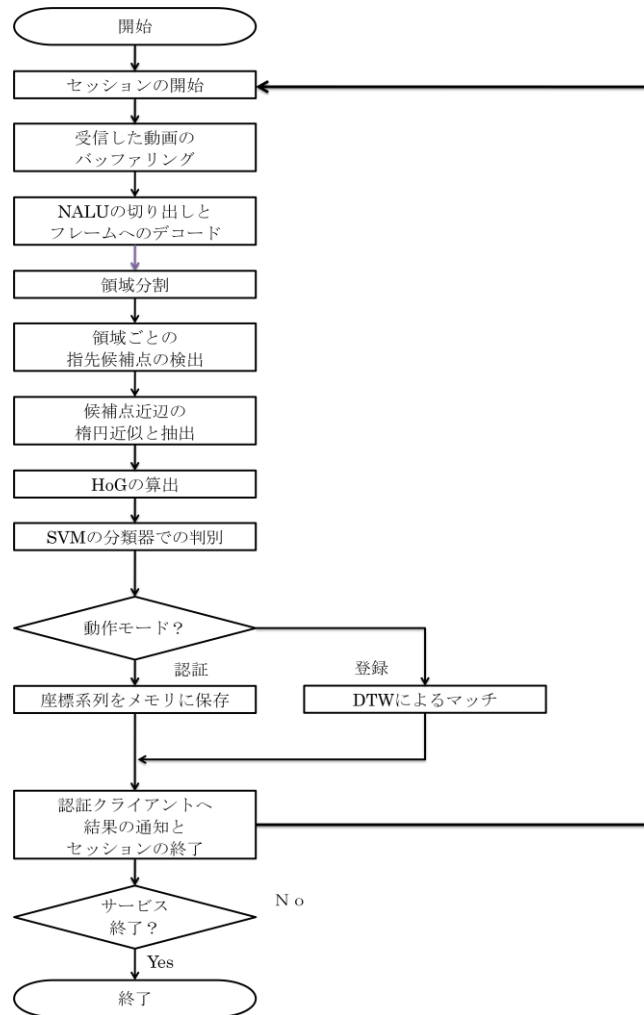 開始
セッションの開始
受信した動画の
バッファリング
NALUの切り出しと
フレームへのデコード
領域分割
領域ごとの
指先候補点の検出
候補点近辺の
楕円近似と抽出
HoGの算出
SVMの分類器での判別
動作モード？
認証
登録
座標系列をメモリに保存
DTWによるマッチ
認証クライアントへ
結果の通知と
セッションの終了
サービス
終了？
Ｎｏ
Yes
終了